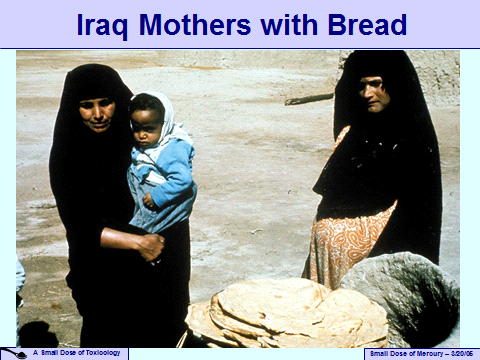 Iraq Mothers with Bread
A Small Dose of Toxicology
Small Dose of Mercury – 3/20/06